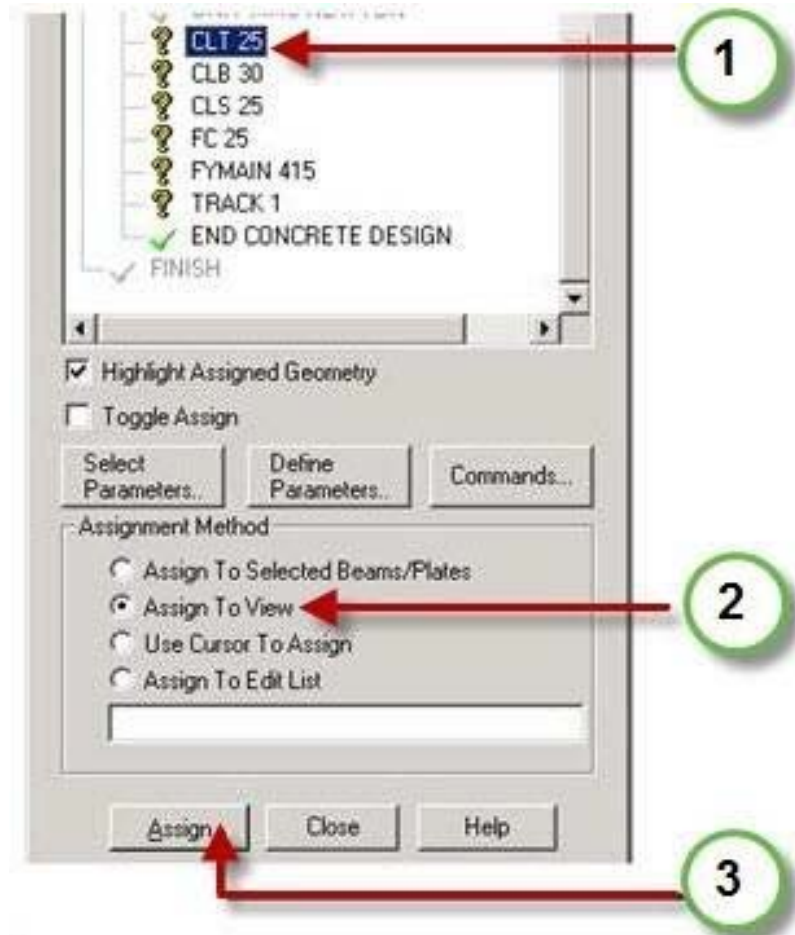 CLT 25
1
CLB 30
CLS 25
FC 25
FYMAIN 415
TRACK 1
END CONCRETE DESIGN
FINISH
Highlight Assigned Geometry
Toggle Assign
Select Parameters..
Define Parameters..
Commands...
Assignment Method
Assign To Selected Beams/Plates
Assign To View
2
Use Cursor To Assign
Assign To Edit List
Assign
Close
Help
3